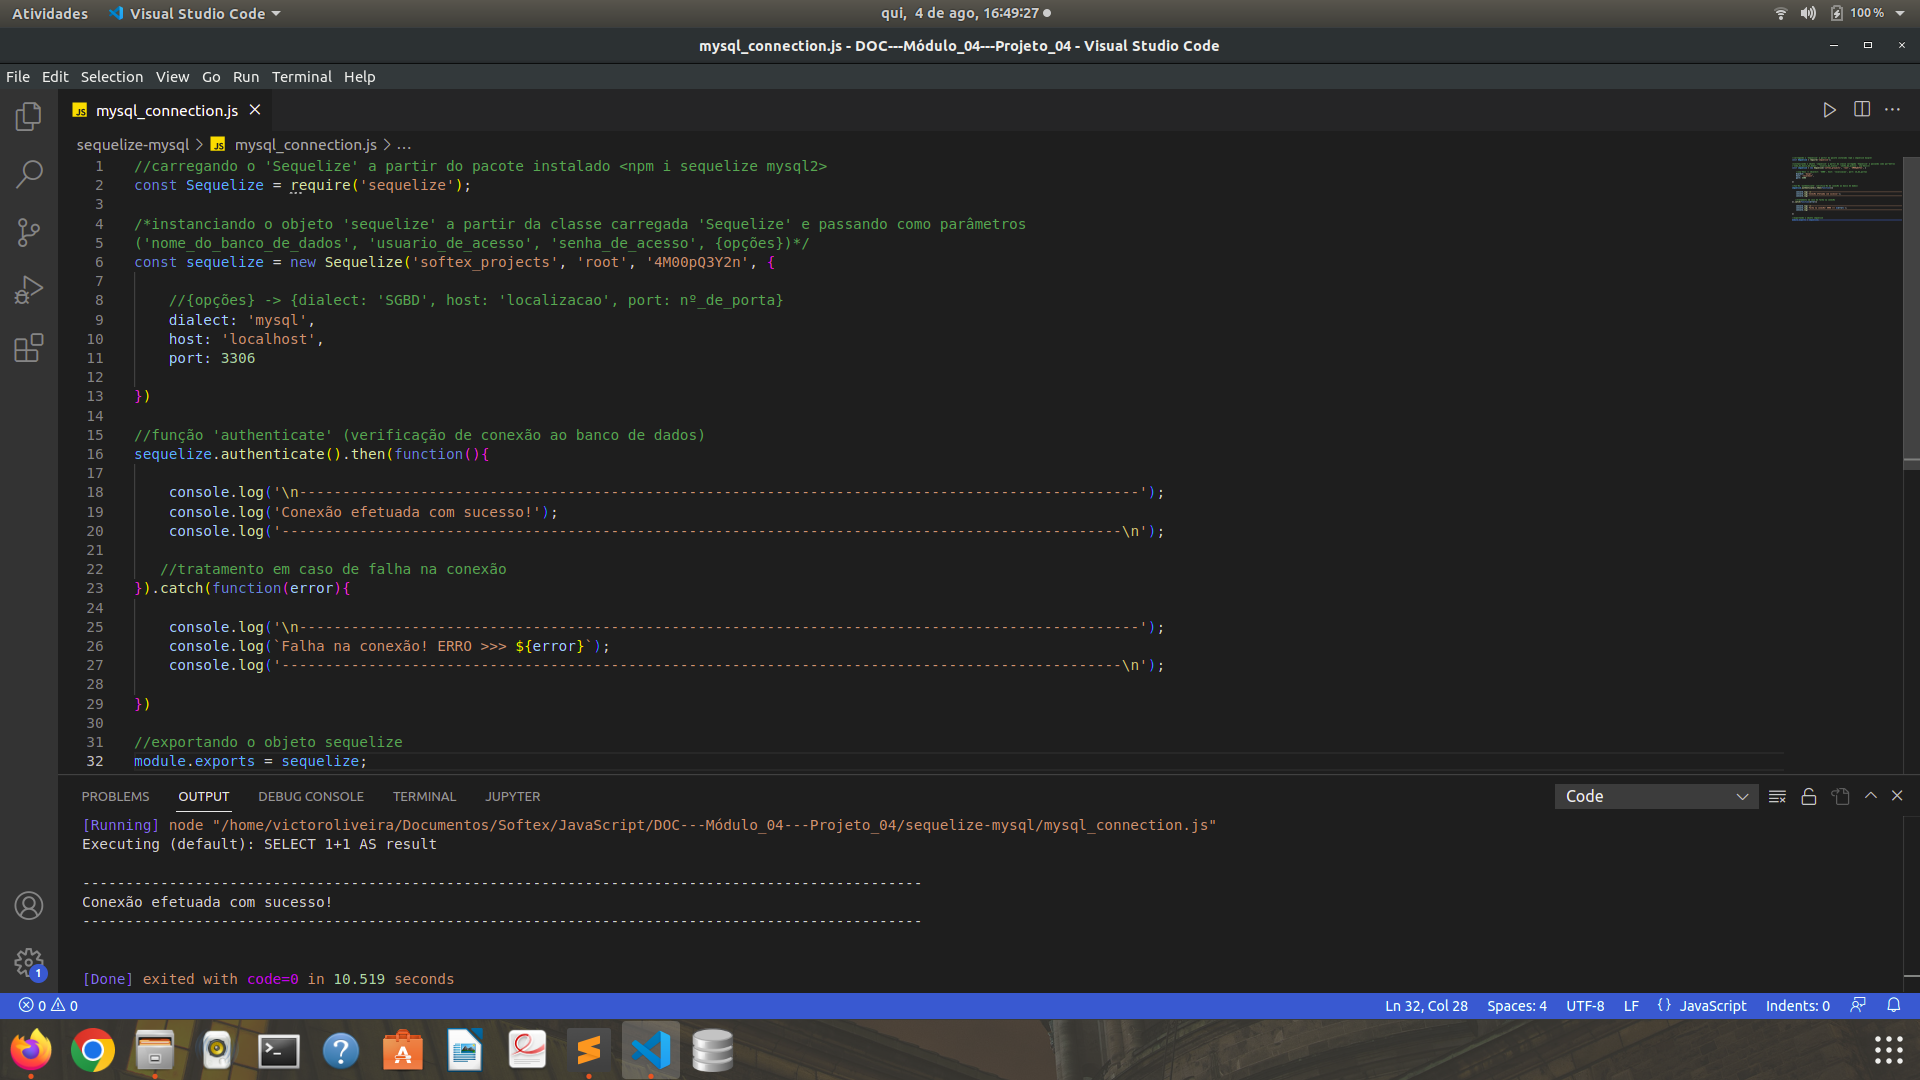 Atividades Visual Studio Code qui, 4 de ago, 16:49:27 100 %
mysql_connection.js - DOC---Módulo_04---Projeto_04 - Visual Studio Code
File Edit Selection View Go Run Terminal Help
JS mysql_connection.js
sequelize-mysql > JS mysql_connection.js > ...
1 //carregando o 'Sequelize' a partir do pacote instalado <npm i sequelize mysql2>
2 const Sequelize = require('sequelize');
3
4 /*instanciando o objeto 'sequelize' a partir da classe carregada 'Sequelize' e passando como parâmetros
5 ('nome_do_banco_de_dados', 'usuario_de_acesso', 'senha_de_acesso', {opções})*/
6 const sequelize = new Sequelize('softex_projects', 'root', '4M00pQ3Y2n', {
7
8 //{opções} -> {dialect: 'SGBD', host: 'localizacao', port: nº_de_porta}
9 dialect: 'mysql',
10 host: 'localhost',
11 port: 3306
12
13 })
14
15 //função 'authenticate' (verificação de conexão ao banco de dados)
16 sequelize.authenticate().then(function(){
17
18 console.log('\n-------------------------------------------------------------------------------------------------');
19 console.log('Conexão efetuada com sucesso!');
20 console.log('-------------------------------------------------------------------------------------------------\n');
21
22 //tratamento em caso de falha na conexão
23 }).catch(function(error){
24
25 console.log('\n-------------------------------------------------------------------------------------------------');
26 console.log(`Falha na conexão! ERRO >>> ${error}`);
27 console.log('-------------------------------------------------------------------------------------------------\n');
28
29 })
30
31 //exportando o objeto sequelize
32 module.exports = sequelize;
PROBLEMS OUTPUT DEBUG CONSOLE TERMINAL JUPYTER Code
[Running] node "/home/victoroliveira/Documentos/Softex/JavaScript/DOC---Módulo_04---Projeto_04/sequelize-mysql/mysql_connection.js"
Executing (default): SELECT 1+1 AS result
-------------------------------------------------------------------------------------------------
Conexão efetuada com sucesso!
-------------------------------------------------------------------------------------------------
[Done] exited with code=0 in 10.519 seconds
1
0 0 Ln 32, Col 28 Spaces: 4 UTF-8 LF {} JavaScript Indents: 0